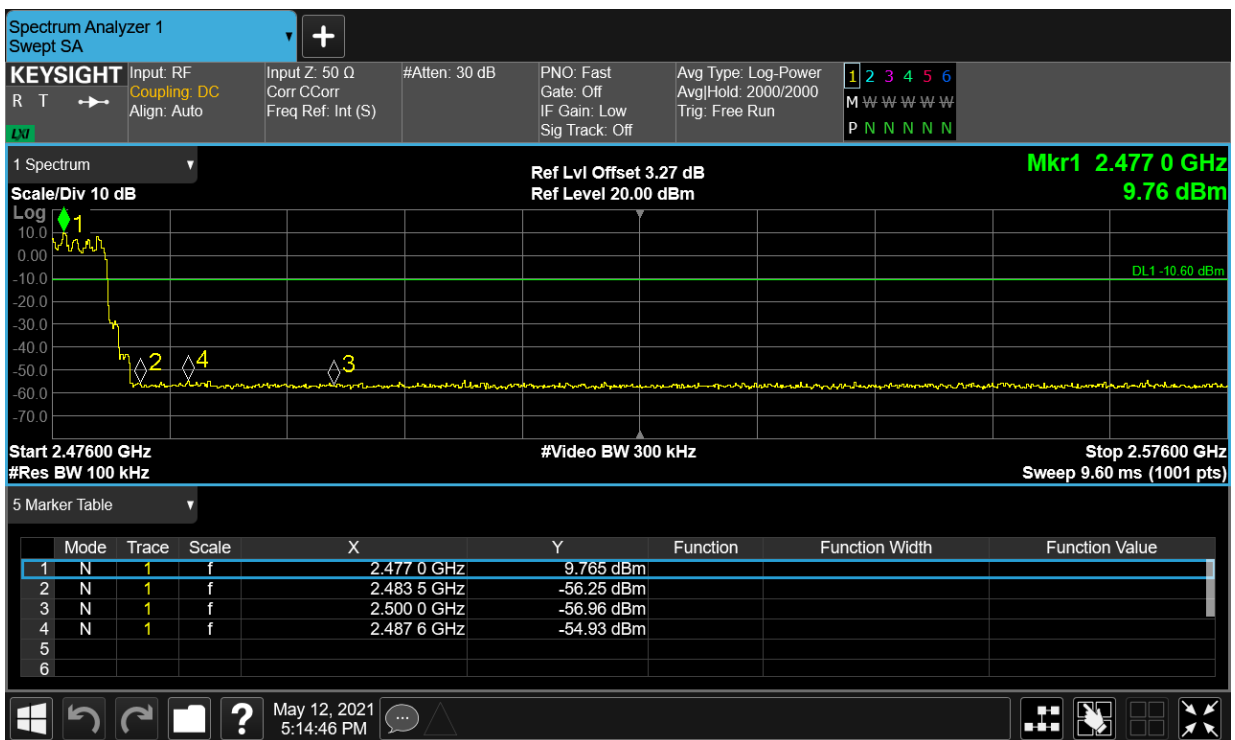 Spectrum Analyzer 1
Swept SA
KEYSIGHT
R T
LXI
Input: RF
Coupling: DC
Align: Auto
Input Z: 50 Ω
Corr CCorr
Freq Ref: Int (S)
#Atten: 30 dB
PNO: Fast
Gate: Off
IF Gain: Low
Sig Track: Off
Avg Type: Log-Power
Avg|Hold: 2000/2000
Trig: Free Run
1 2 3 4 5 6
M W W W W W
P N N N N N
1 Spectrum
Scale/Div 10 dB
Ref Lvl Offset 3.27 dB
Ref Level 20.00 dBm
Mkr1 2.477 0 GHz
9.76 dBm
Log
10.0
0.00
-10.0
-20.0
-30.0
-40.0
-50.0
-60.0
-70.0
1
2
4
3
DL1 -10.60 dBm
Start 2.47600 GHz
#Res BW 100 kHz
#Video BW 300 kHz
Stop 2.57600 GHz
Sweep 9.60 ms (1001 pts)
5 Marker Table
Mode Trace Scale X Y Function Function Width Function Value
1 N 1 f 2.477 0 GHz 9.765 dBm
2 N 1 f 2.483 5 GHz -56.25 dBm
3 N 1 f 2.500 0 GHz -56.96 dBm
4 N 1 f 2.487 6 GHz -54.93 dBm
5
6
?
May 12, 2021
5:14:46 PM